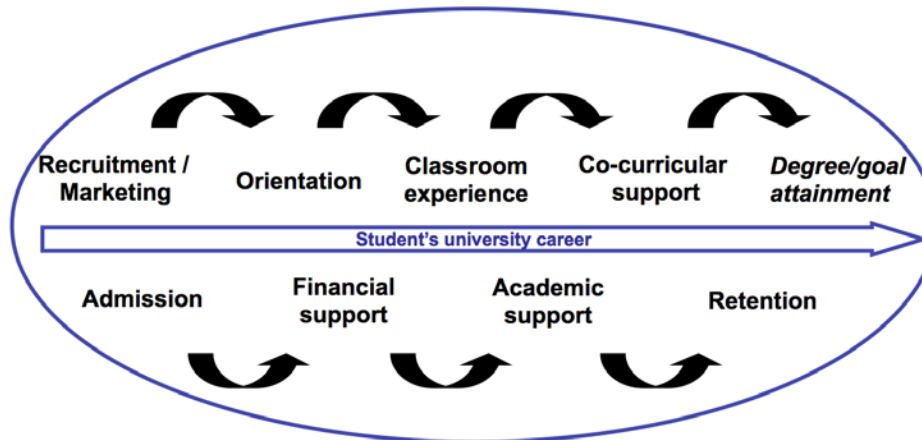 Recruitment /
Marketing
Orientation
Classroom
experience
Co-curricular
support
Degree/goal
attainment
Student's university career
Admission
Financial
support
Academic
support
Retention